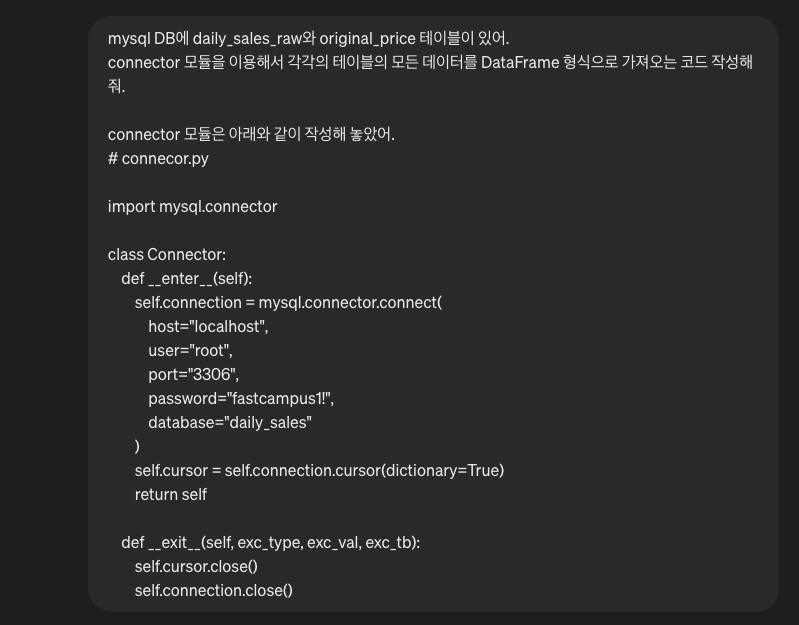 mysql DB에 daily_sales_raw와 original_price 테이블이 있어.
connector 모듈을 이용해서 각각의 테이블의 모든 데이터를 DataFrame 형식으로 가져오는 코드 작성해
줘.
connector 모듈은 아래와 같이 작성해 놓았어.
# connecor.py
import mysql.connector
class Connector:
def __enter__(self):
self.connection = mysql.connector.connect(
host="localhost",
user="root",
port="3306",
password="fastcampus1!",
database="daily_sales"
)
self.cursor = self.connection.cursor(dictionary=True)
return self
def __exit__(self, exc_type, exc_val, exc_tb):
self.cursor.close()
self.connection.close()